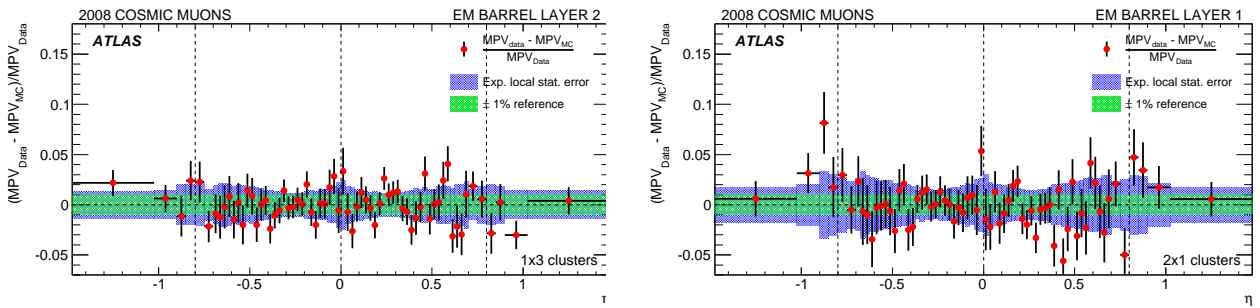 2008 COSMIC MUONS EM BARREL LAYER 2
ATLAS
MPV_data - MPV_MC
MPV_Data
Exp. local stat. error
± 1% reference
(MPV_Data - MPV_MC)/MPV_Data
0.15
0.1
0.05
0
-0.05
-1 -0.5 0 0.5 1
η
1x3 clusters
2008 COSMIC MUONS EM BARREL LAYER 1
ATLAS
MPV_data - MPV_MC
MPV_Data
Exp. local stat. error
± 1% reference
(MPV_Data - MPV_MC)/MPV_Data
0.15
0.1
0.05
0
-0.05
-1 -0.5 0 0.5 1
η
2x1 clusters